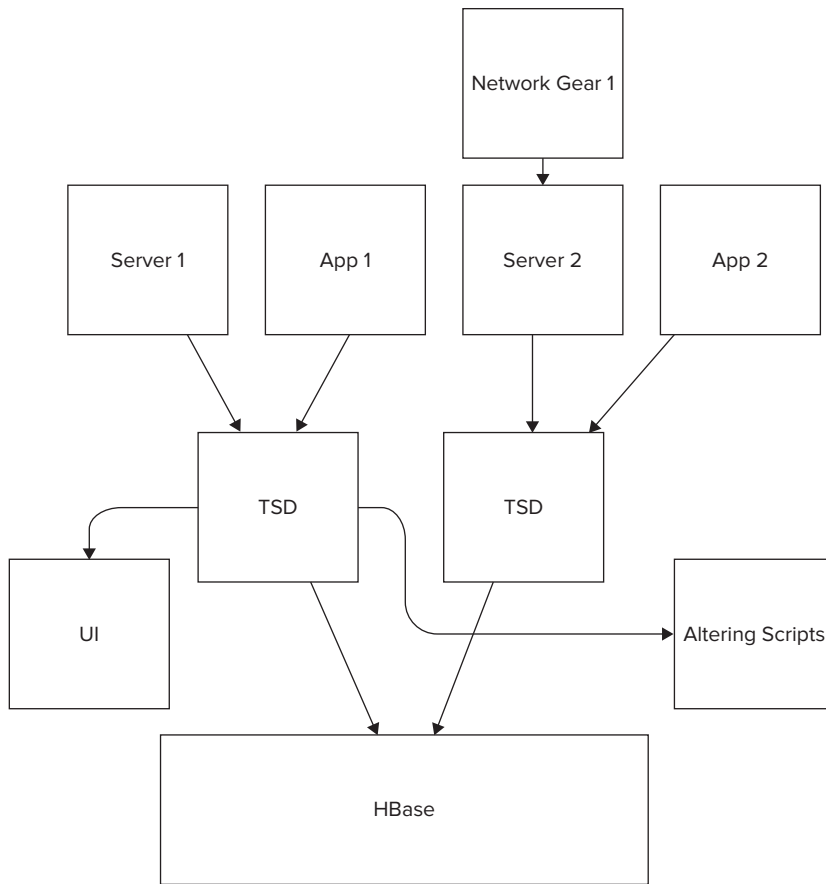 Network Gear 1
Server 1
App 1
Server 2
App 2
TSD
TSD
UI
Altering Scripts
HBase